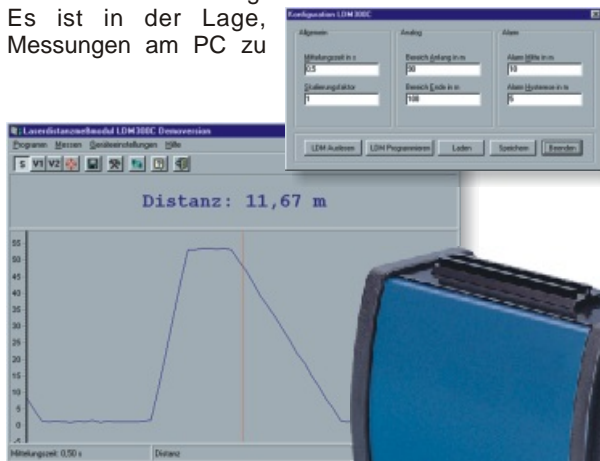 Es ist in der Lage,
Messungen am PC zu
Konfiguration LDM 300C
Allgemein
Analog
Alarm
Mittelungszeit in s
0,5
Bereich Anfang in m
Alarm Mitte in m
10
Skalierungsfaktor
1
Bereich Ende in m
100
Alarm Hysterese in m
LDM Auslesen
LDM Programmieren
Laden
Speichern
Beenden
Laserdistanzmeßmodul LDM300C Demoversion
Programm Messen Geräteeinstellungen Hilfe
S V1 V2
Distanz: 11,67 m
55
50
45
40
35
30
25
20
15
10
5
0
Mittelungszeit: 0,50 s
Distanz